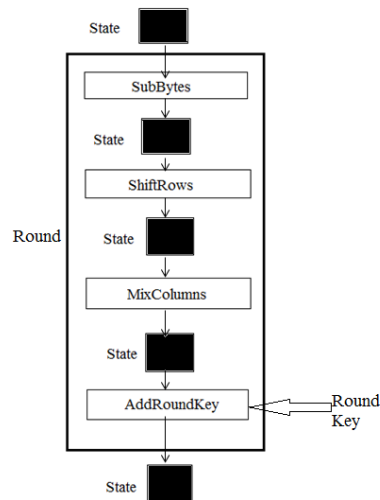 State
SubBytes
State
ShiftRows
Round
State
MixColumns
State
AddRoundKey
Round
Key
State